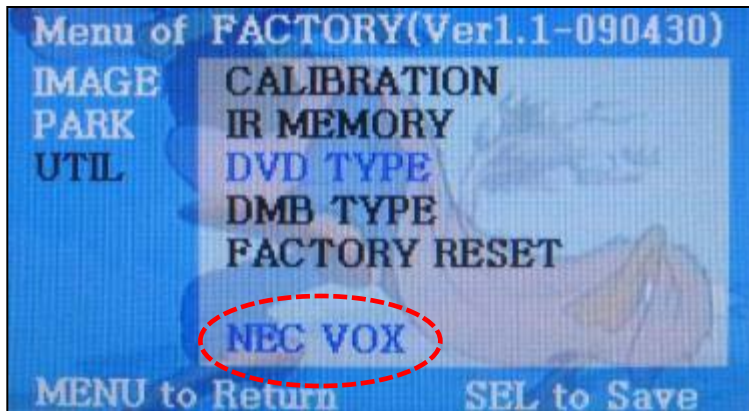 Menu of FACTORY(Ver1.1-090430)
IMAGE CALIBRATION
PARK IR MEMORY
UTIL DVD TYPE
DMB TYPE
FACTORY RESET
NEC VOX
MENU to Return SEL to Save